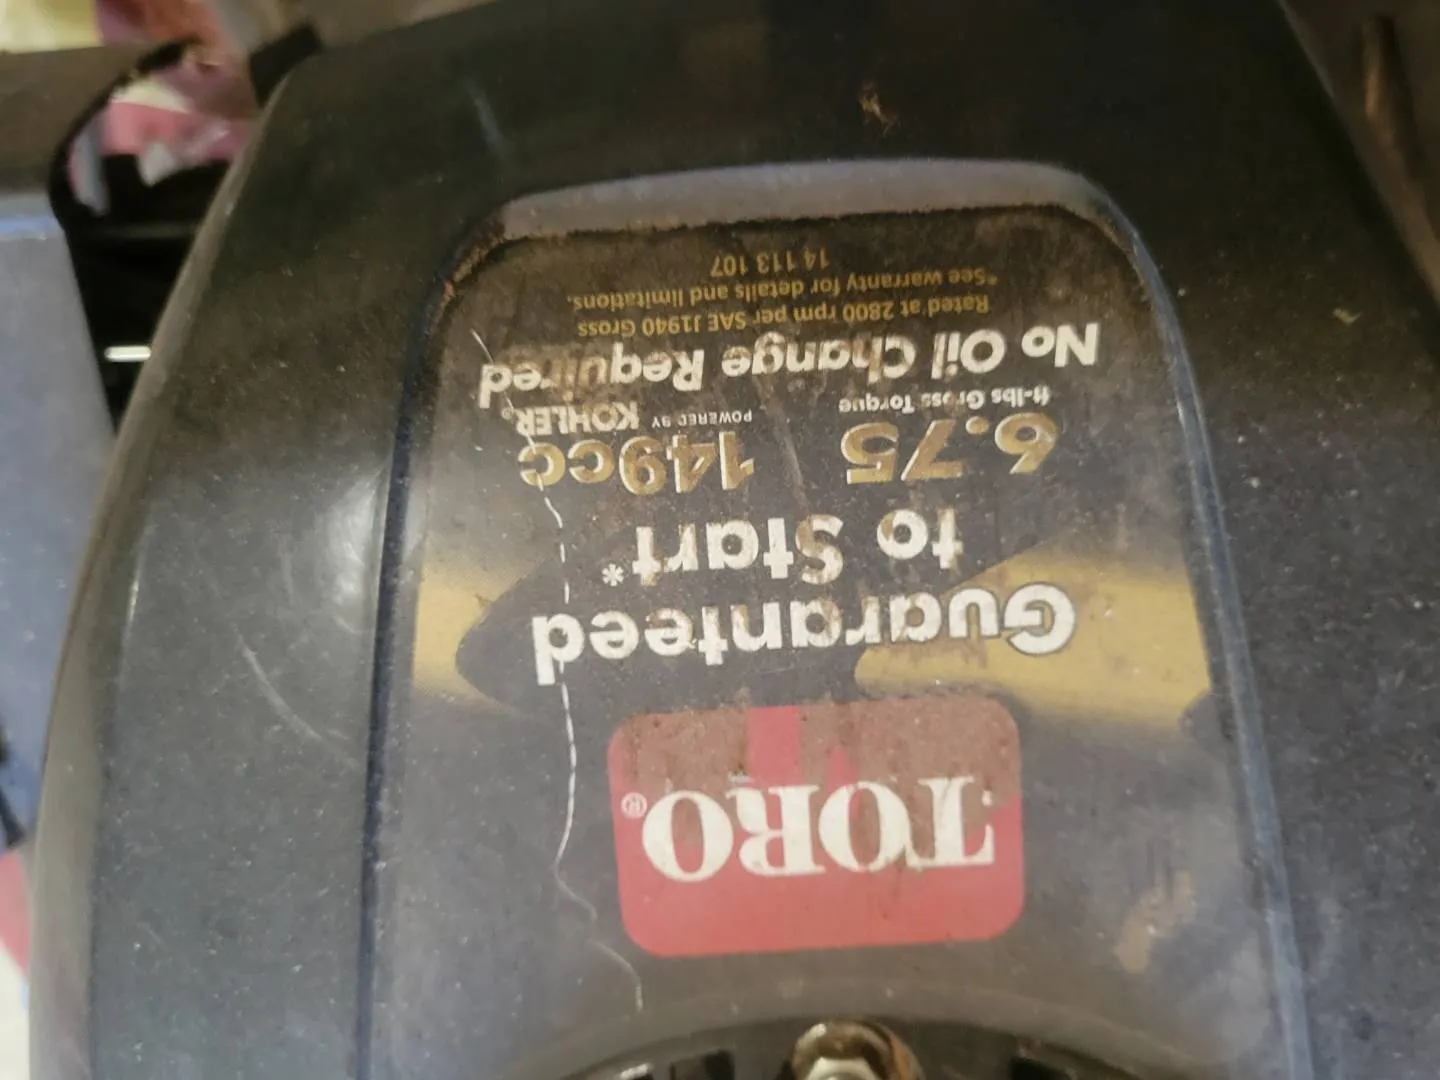 TORO®
Guaranteed
to Start*
6.75 149cc
ft-lbs Gross Torque POWERED BY KOHLER®
No Oil Change Required
Rated at 2800 rpm per SAE J1940 Gross
*See warranty for details and limitations.
14 113 107